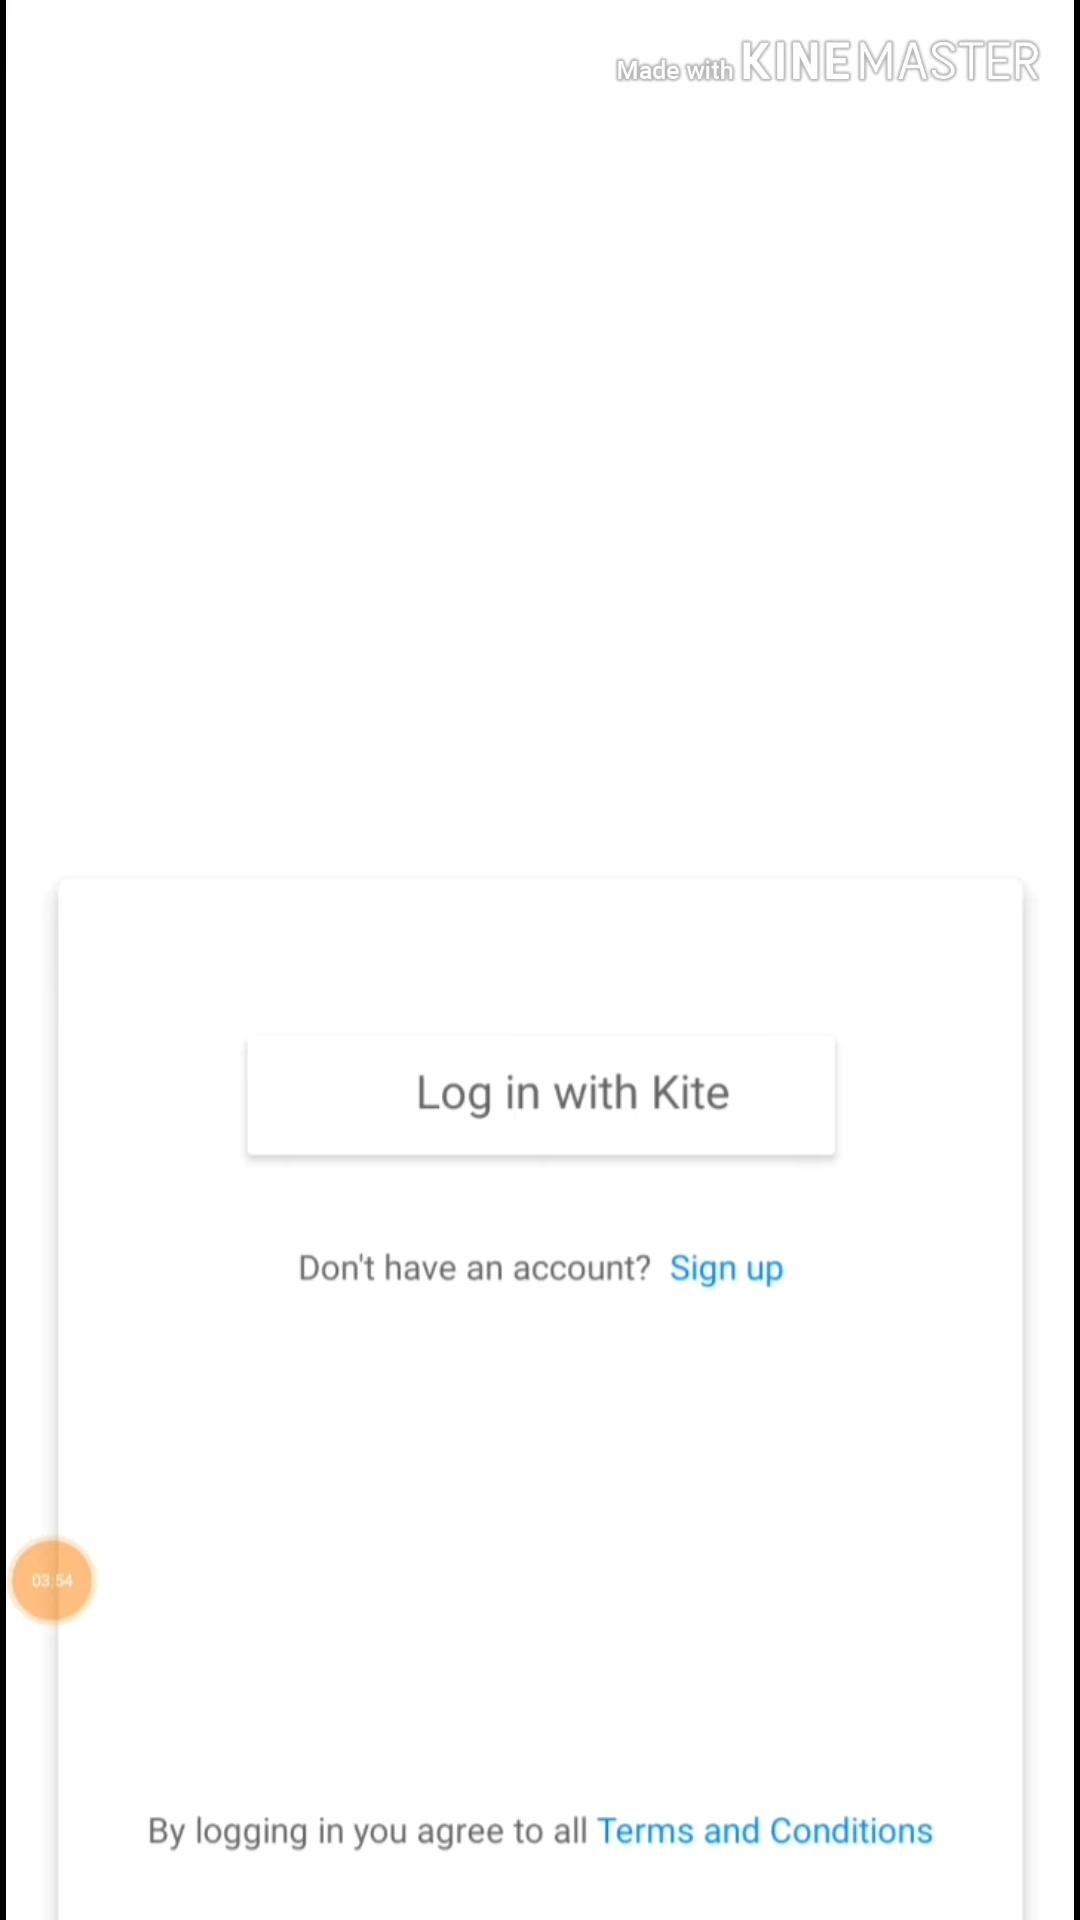 Made with KINEMASTER
Log in with Kite
Don't have an account? Sign up
03:54
By logging in you agree to all Terms and Conditions